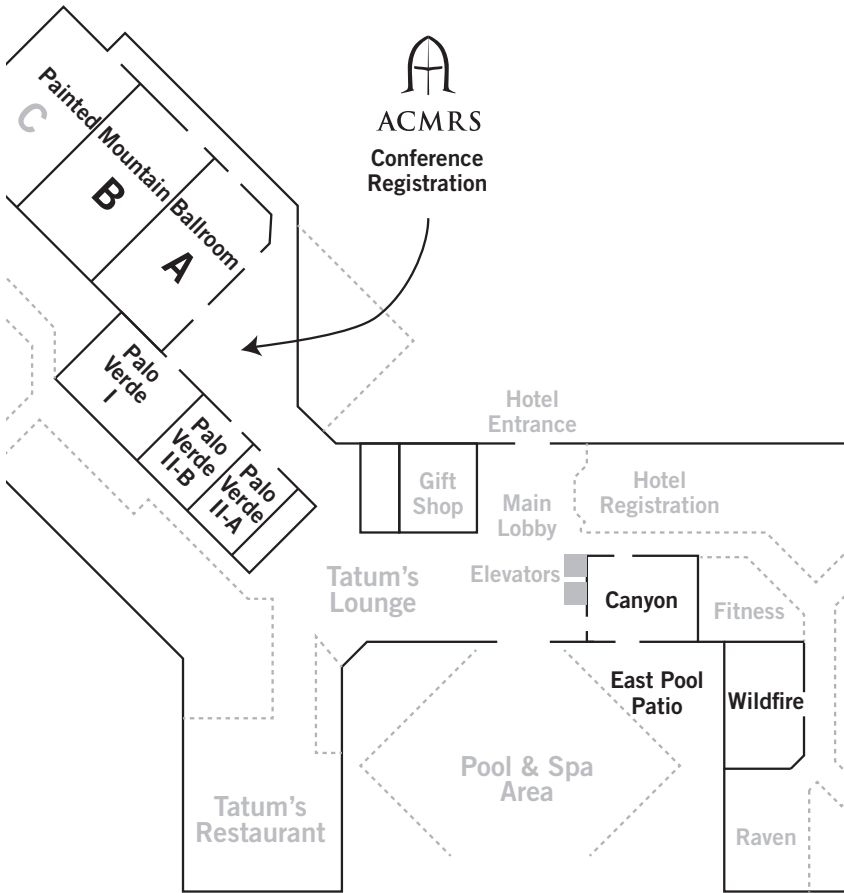 ACMRS
Conference
Registration
Painted Mountain Ballroom
C
B
A
Palo
Verde
I
Palo
Verde
II-B
Palo
Verde
II-A
Hotel
Entrance
Gift
Shop
Main
Lobby
Hotel
Registration
Tatum's
Lounge
Elevators
Canyon
Fitness
East Pool
Patio
Wildfire
Pool & Spa
Area
Tatum's
Restaurant
Raven